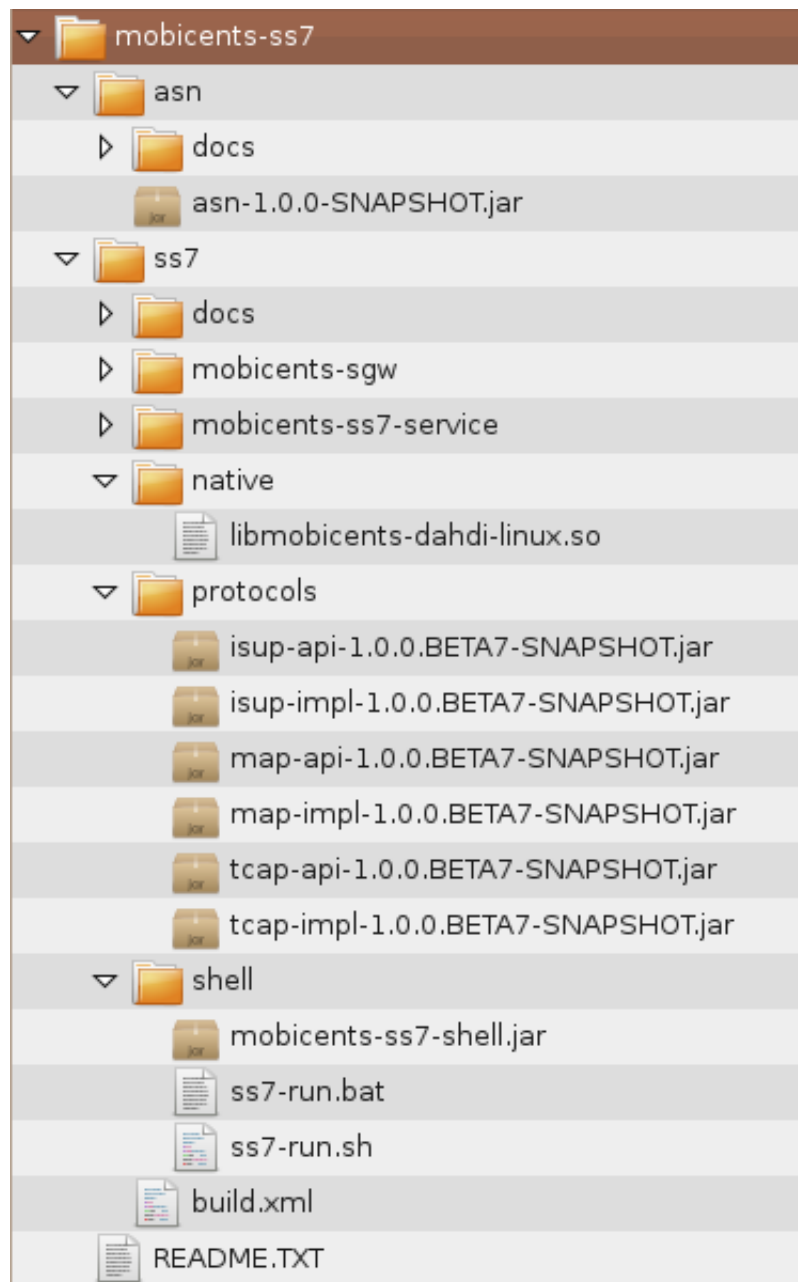 mobicents-ss7
asn
docs
asn-1.0.0-SNAPSHOT.jar
ss7
docs
mobicents-sgw
mobicents-ss7-service
native
libmobicents-dahdi-linux.so
protocols
isup-api-1.0.0.BETA7-SNAPSHOT.jar
isup-impl-1.0.0.BETA7-SNAPSHOT.jar
map-api-1.0.0.BETA7-SNAPSHOT.jar
map-impl-1.0.0.BETA7-SNAPSHOT.jar
tcap-api-1.0.0.BETA7-SNAPSHOT.jar
tcap-impl-1.0.0.BETA7-SNAPSHOT.jar
shell
mobicents-ss7-shell.jar
ss7-run.bat
ss7-run.sh
build.xml
README.TXT